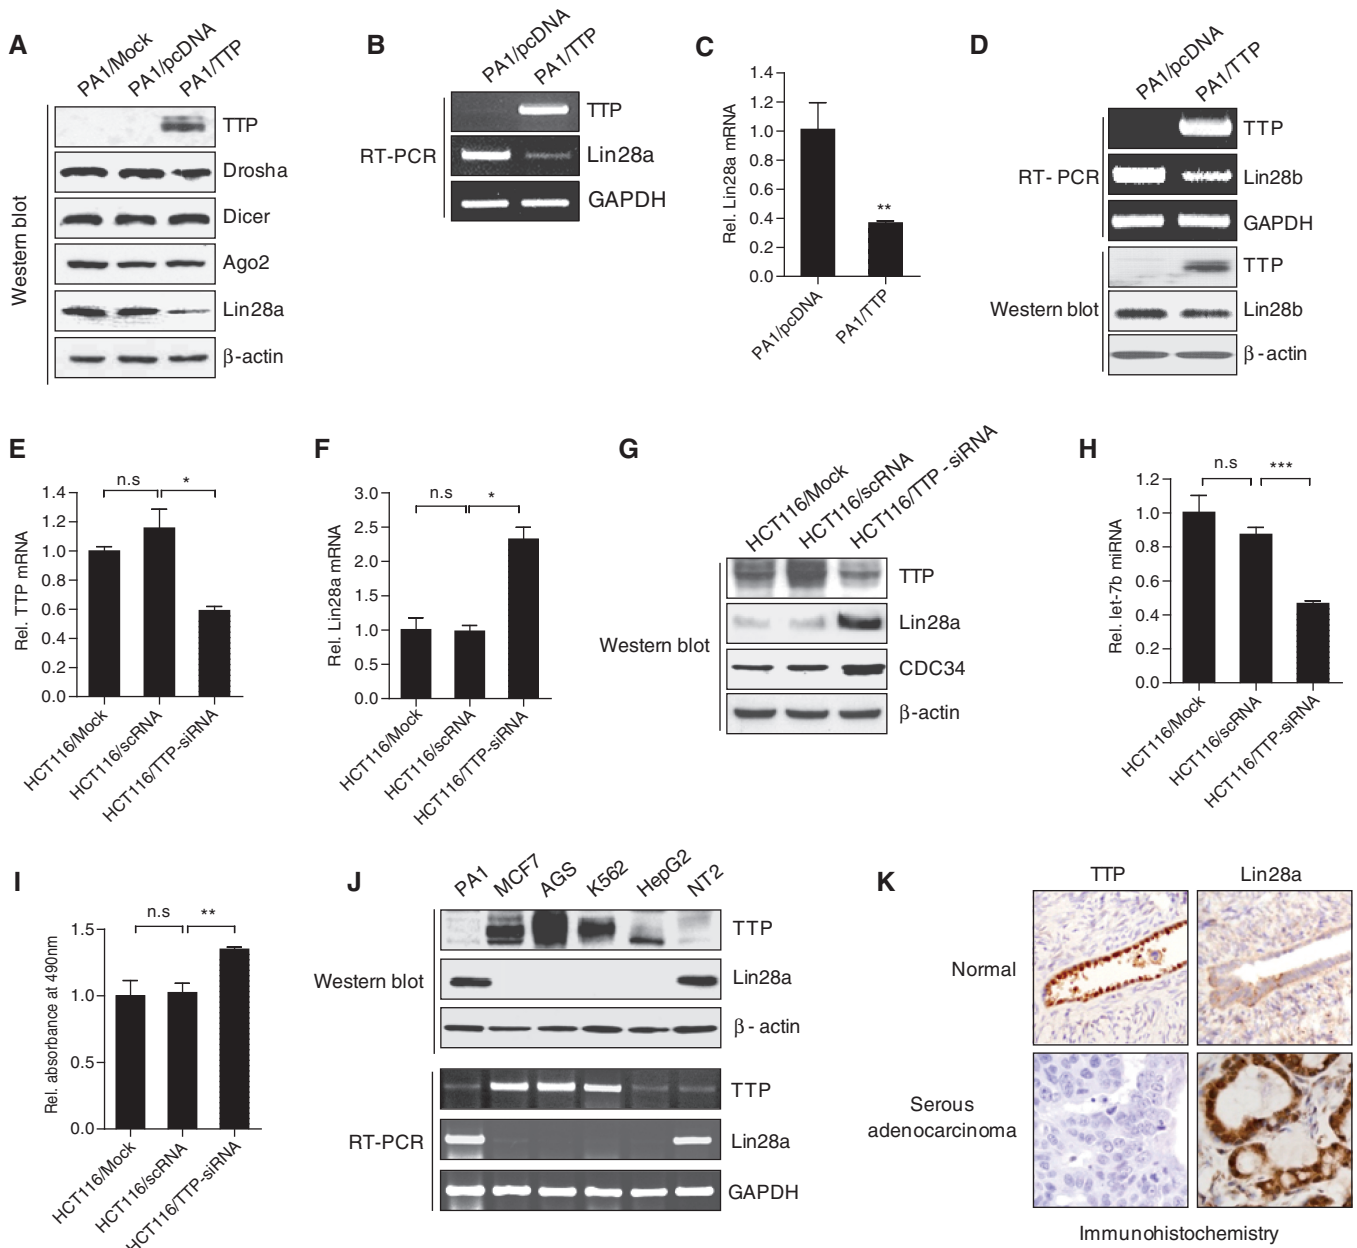 A
PA1/Mock
PA1/pcDNA
PA1/TTP
Western blot
TTP
Drosha
Dicer
Ago2
Lin28a
β-actin
B
PA1/pcDNA
PA1/TTP
RT-PCR
TTP
Lin28a
GAPDH
C
Rel. Lin28a mRNA
1.4
1.2
1.0
0.8
0.6
0.4
0.2
0.0
**
PA1/pcDNA
PA1/TTP
D
PA1/pcDNA
PA1/TTP
RT- PCR
TTP
Lin28b
GAPDH
Western blot
TTP
Lin28b
β-actin
E
Rel. TTP mRNA
1.4
1.2
1.0
0.8
0.6
0.4
0.2
0.0
n.s
*
HCT116/Mock
HCT116/scRNA
HCT116/TTP-siRNA
F
Rel. Lin28a mRNA
3.0
2.5
2.0
1.5
1.0
0.5
0.0
n.s
*
HCT116/Mock
HCT116/scRNA
HCT116/TTP-siRNA
G
HCT116/Mock
HCT116/scRNA
HCT116/TTP-siRNA
Western blot
TTP
Lin28a
CDC34
β-actin
H
Rel. let-7b miRNA
1.2
1.0
0.8
0.6
0.4
0.2
0.0
n.s
***
HCT116/Mock
HCT116/scRNA
HCT116/TTP-siRNA
I
Rel. absorbance at 490nm
1.5
1.0
0.5
0.0
n.s
**
HCT116/Mock
HCT116/scRNA
HCT116/TTP-siRNA
J
PA1
MCF7
AGS
K562
HepG2
NT2
Western blot
TTP
Lin28a
β- actin
RT-PCR
TTP
Lin28a
GAPDH
K
TTP
Lin28a
Normal
Serous
adenocarcinoma
Immunohistochemistry